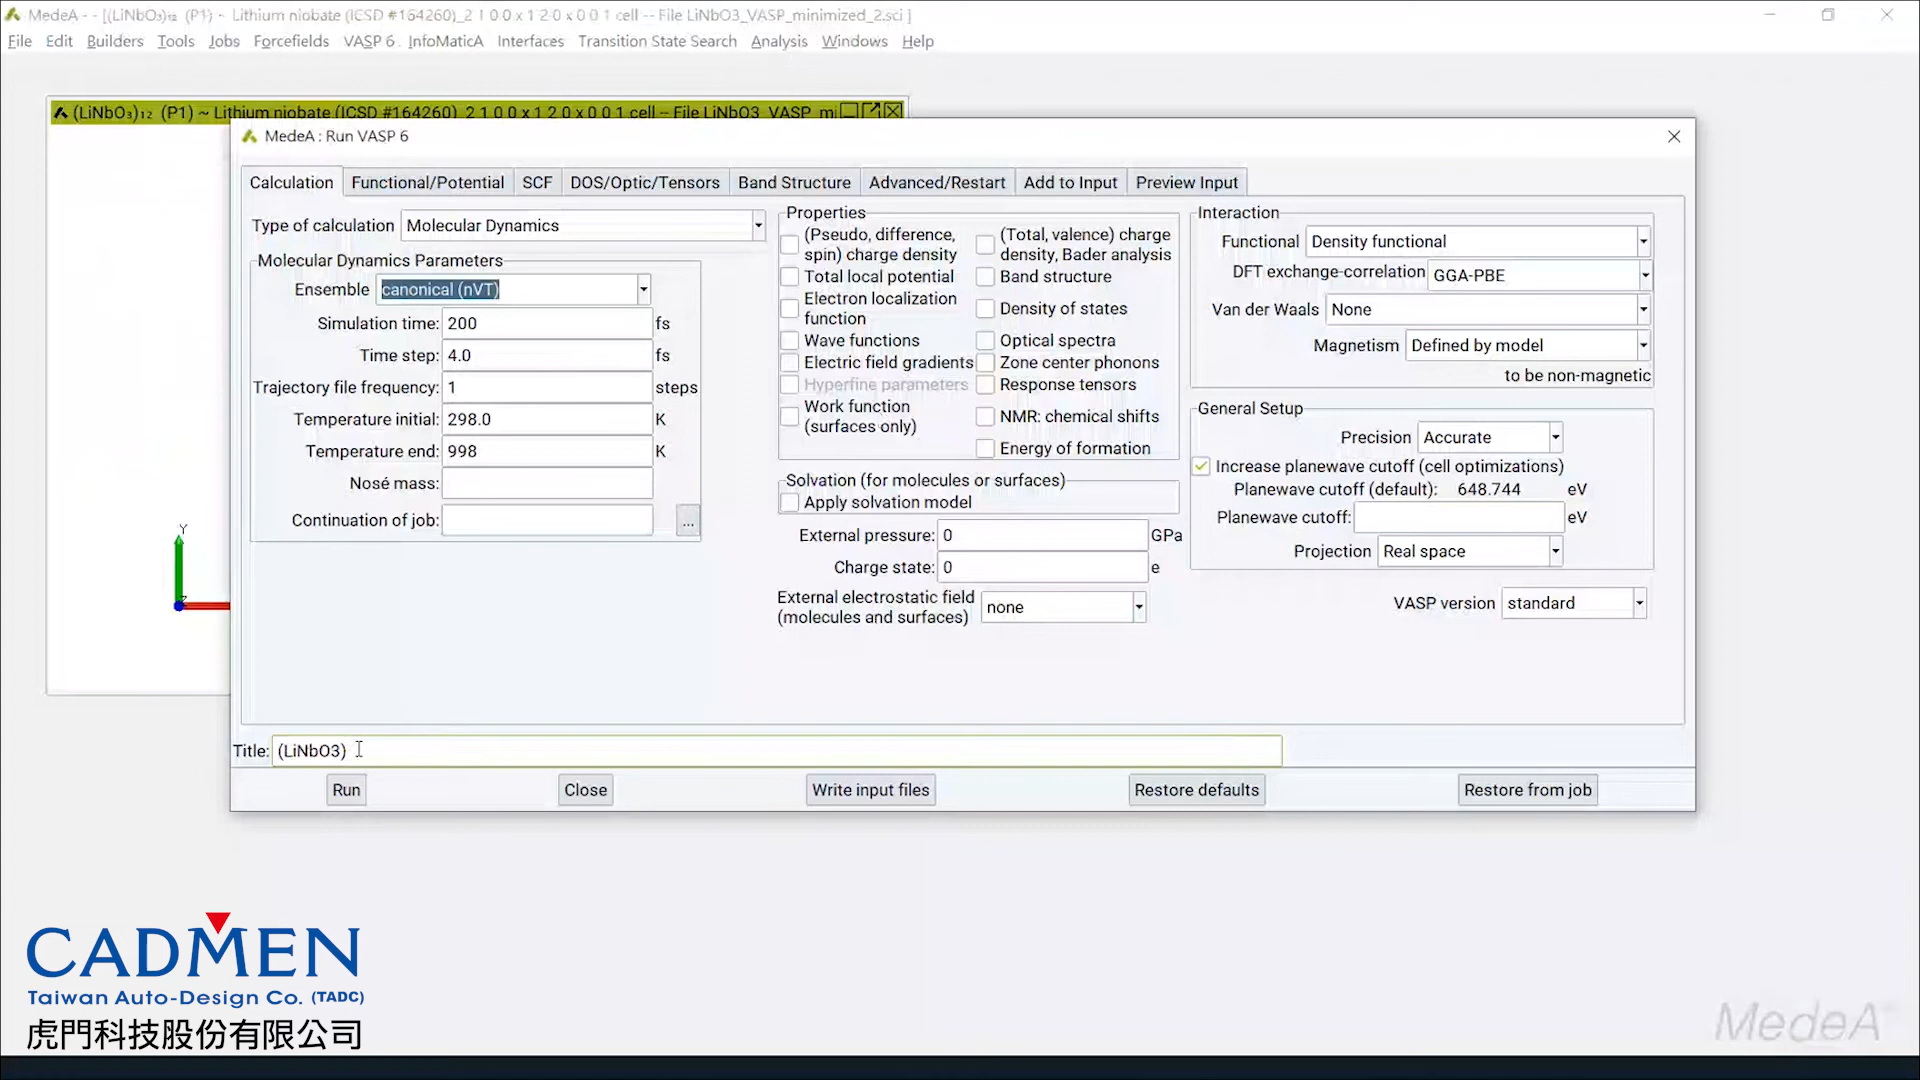 MedeA - - [(LiNbO₃)₁₂ (P1) ~ Lithium niobate (ICSD #164260)_2 1 0 0 x 1 2 0 x 0 0 1 cell -- File LiNbO3_VASP_minimized_2.sci ]
File Edit Builders Tools Jobs Forcefields VASP 6 . InfoMaticA Interfaces Transition State Search Analysis Windows Help
(LiNbO₃)₁₂ (P1) ~ Lithium niobate (ICSD #164260)_2 1 0 0 x 1 2 0 x 0 0 1 cell -- File LiNbO3_VASP_mi
MedeA : Run VASP 6
Calculation Functional/Potential SCF DOS/Optic/Tensors Band Structure Advanced/Restart Add to Input Preview Input
Type of calculation Molecular Dynamics
Molecular Dynamics Parameters
Ensemble canonical (nVT)
Simulation time: 200 fs
Time step: 4.0 fs
Trajectory file frequency: 1 steps
Temperature initial: 298.0 K
Temperature end: 998 K
Nosé mass:
Continuation of job: ...
Properties
(Pseudo, difference, spin) charge density
(Total, valence) charge density, Bader analysis
Total local potential
Band structure
Electron localization function
Density of states
Wave functions
Optical spectra
Electric field gradients
Zone center phonons
Hyperfine parameters
Response tensors
Work function (surfaces only)
NMR: chemical shifts
Energy of formation
Solvation (for molecules or surfaces)
Apply solvation model
External pressure: 0 GPa
Charge state: 0 e
External electrostatic field (molecules and surfaces) none
Interaction
Functional Density functional
DFT exchange-correlation GGA-PBE
Van der Waals None
Magnetism Defined by model
to be non-magnetic
General Setup
Precision Accurate
Increase planewave cutoff (cell optimizations)
Planewave cutoff (default): 648.744 eV
Planewave cutoff: eV
Projection Real space
VASP version standard
Y
Z
Title: (LiNbO3)
Run Close Write input files Restore defaults Restore from job
CADMEN
Taiwan Auto-Design Co. (TADC)
虎門科技股份有限公司
MedeA